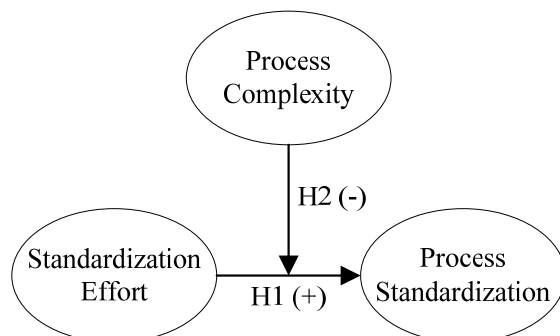 Process
Complexity
H2 (-)
Standardization
Effort
H1 (+)
Process
Standardization